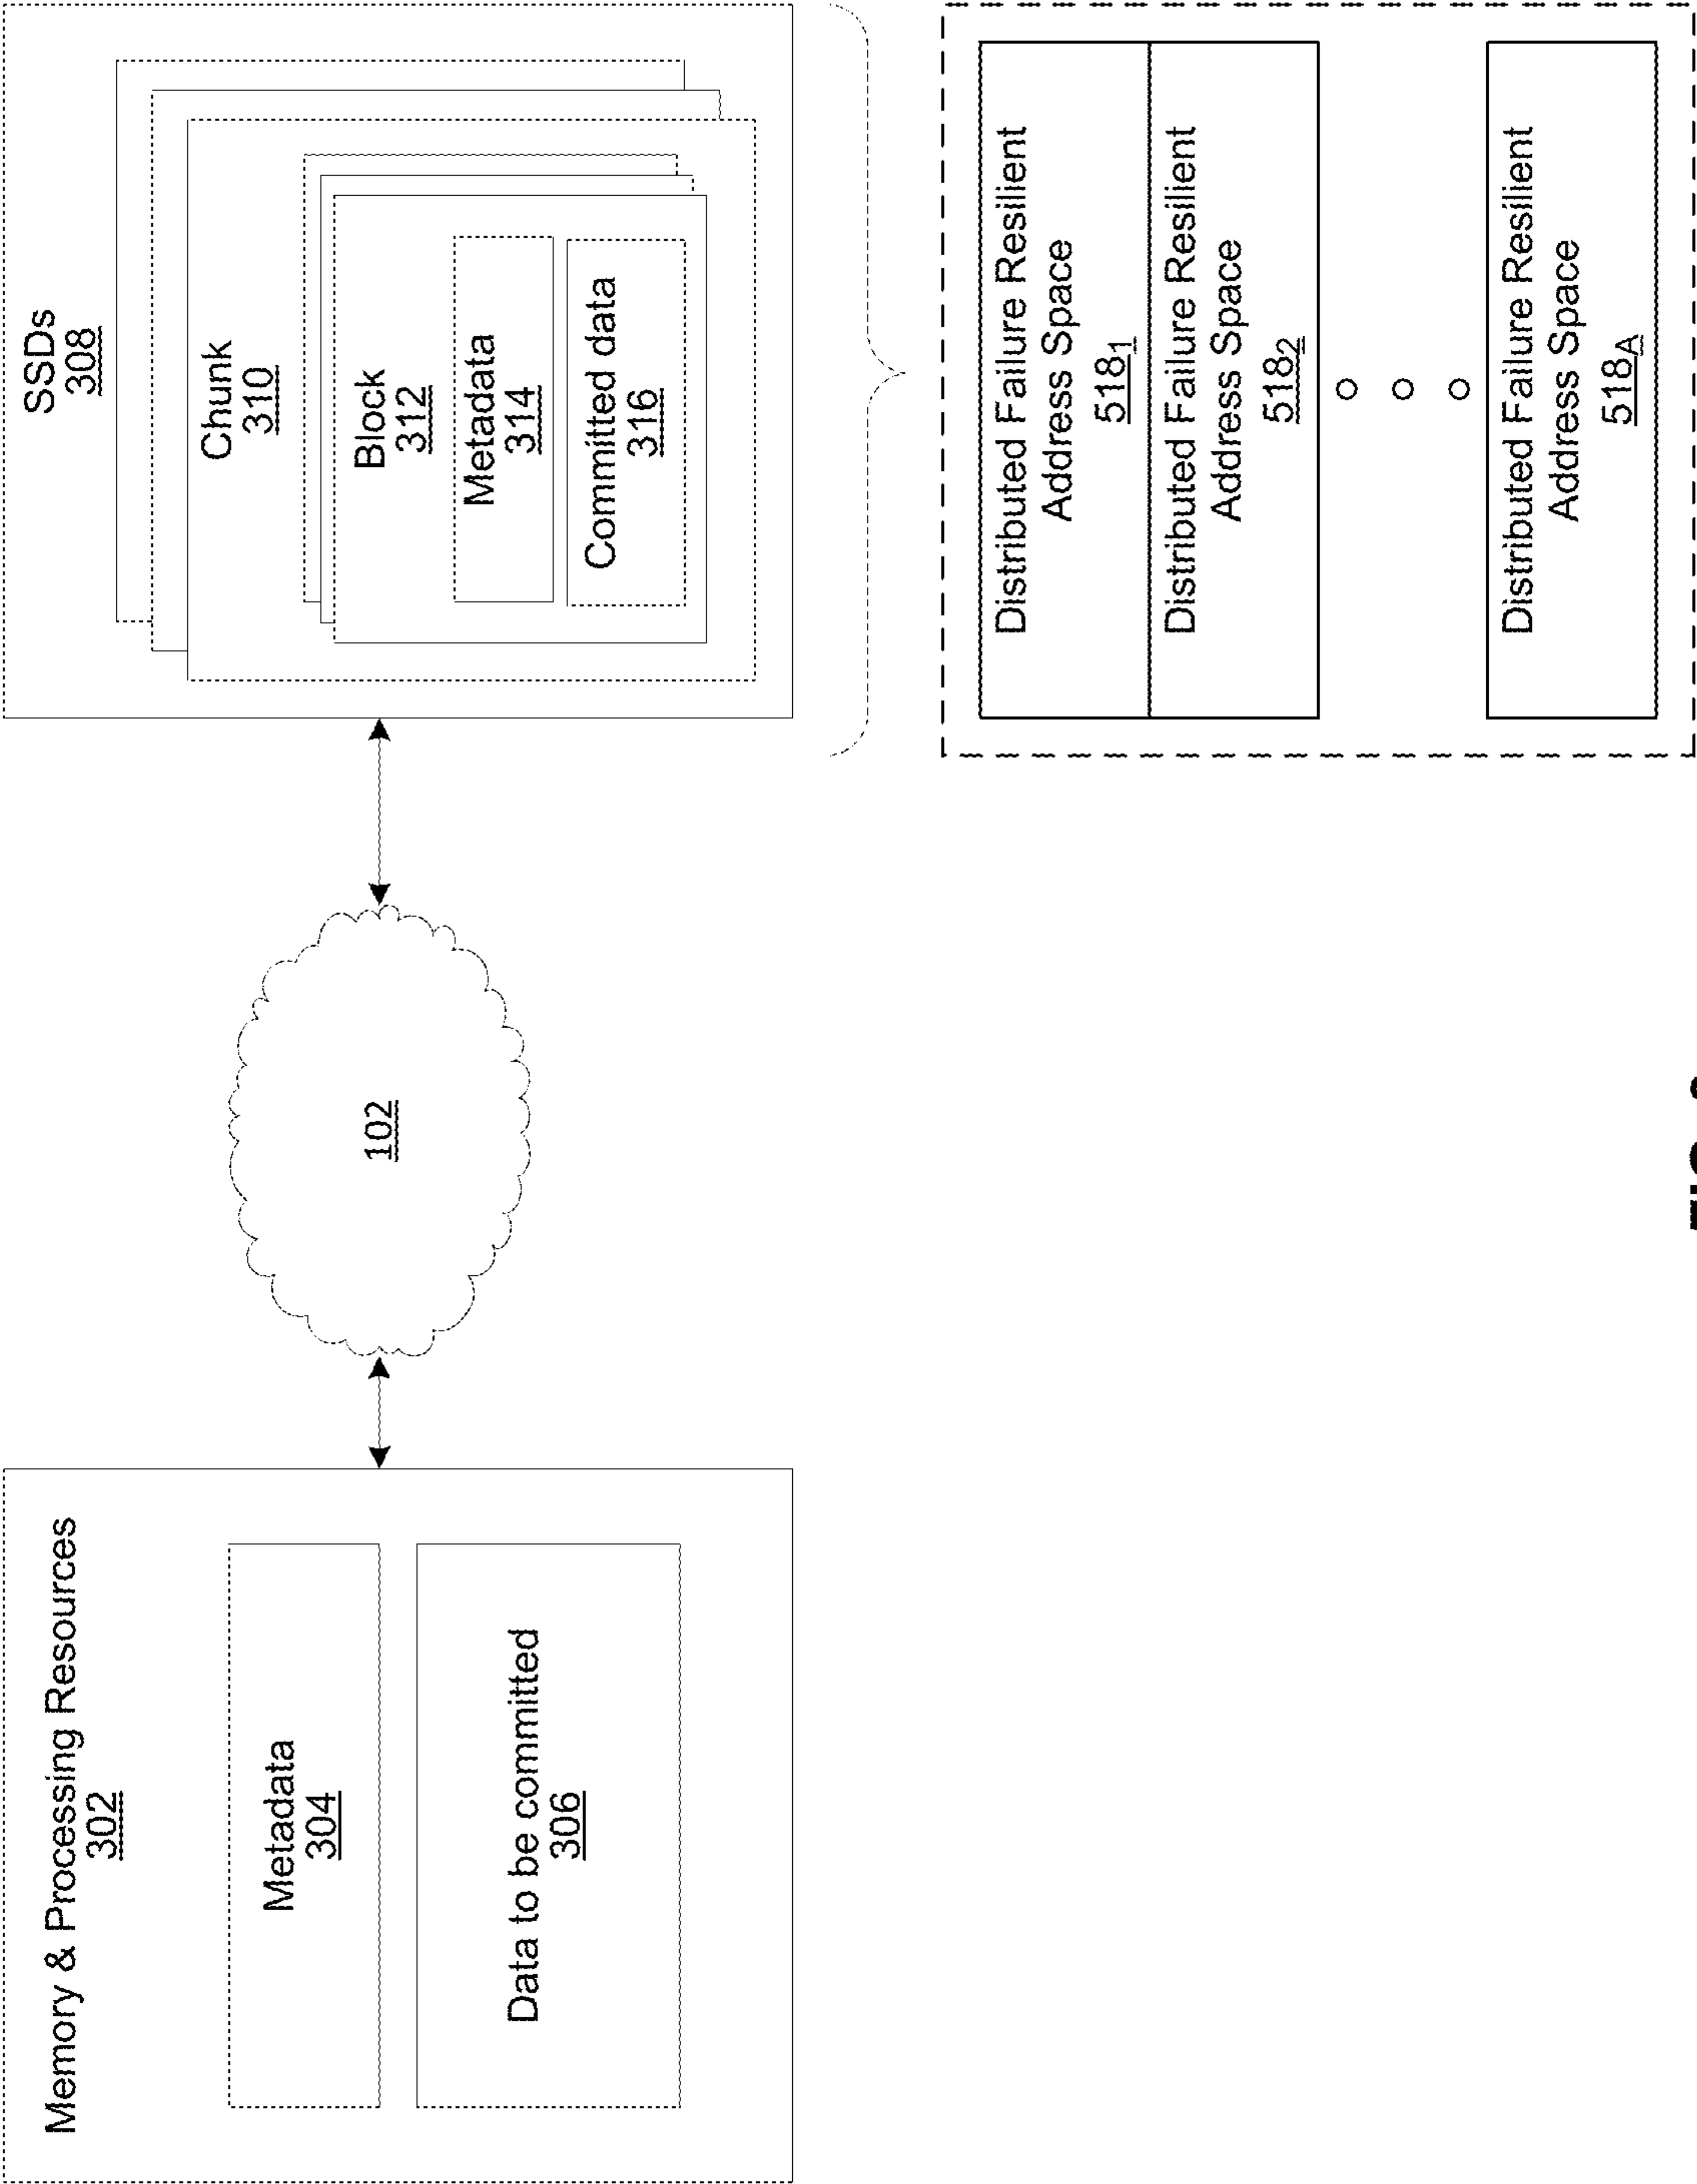 Memory & Processing Resources
302
Metadata
304
Data to be committed
306
102
SSDs
308
Chunk
310
Block
312
Metadata
314
Committed data
316
Distributed Failure Resilient
Address Space
518₁
Distributed Failure Resilient
Address Space
518₂
Distributed Failure Resilient
Address Space
518A